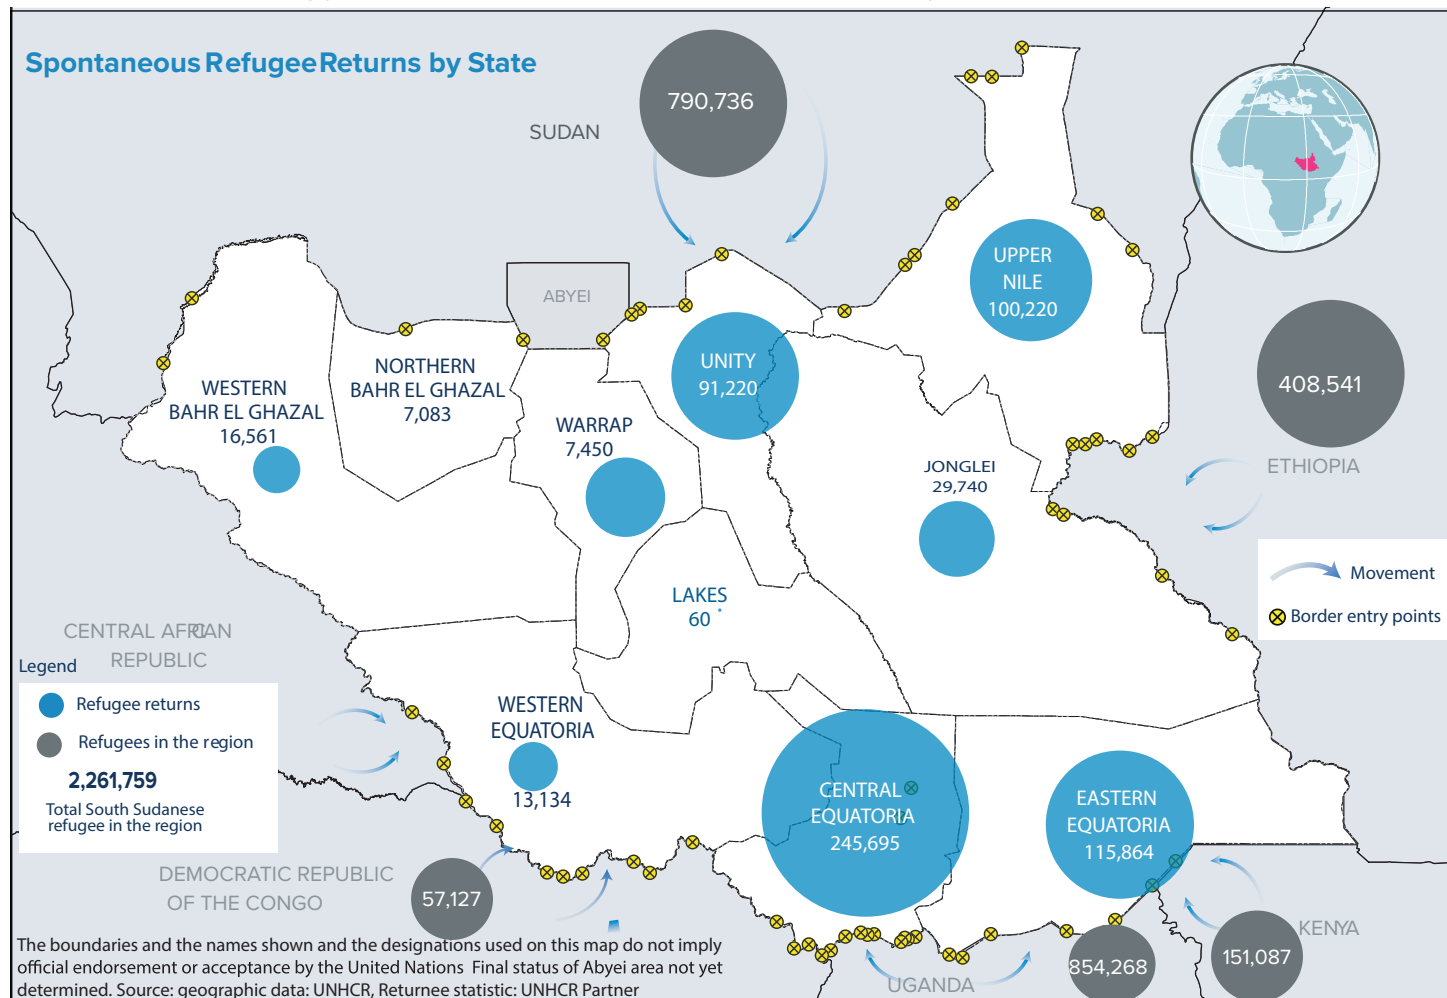 Spontaneous Refugee Returns by State
790,736
SUDAN
UPPER
NILE
100,220
ABYEI
UNITY
91,220
NORTHERN
BAHR EL GHAZAL
7,083
WESTERN
BAHR EL GHAZAL
16,561
WARRAP
7,450
408,541
ETHIOPIA
JONGLEI
29,740
Movement
Border entry points
LAKES
60 *
CENTRAL AFRICAN
REPUBLIC
Legend
Refugee returns
Refugees in the region
2,261,759
Total South Sudanese
refugee in the region
WESTERN
EQUATORIA
13,134
CENTRAL
EQUATORIA
245,695
EASTERN
EQUATORIA
115,864
DEMOCRATIC REPUBLIC
OF THE CONGO
57,127
KENYA
151,087
854,268
UGANDA
The boundaries and the names shown and the designations used on this map do not imply
official endorsement or acceptance by the United Nations Final status of Abyei area not yet
determined. Source: geographic data: UNHCR, Returnee statistic: UNHCR Partner